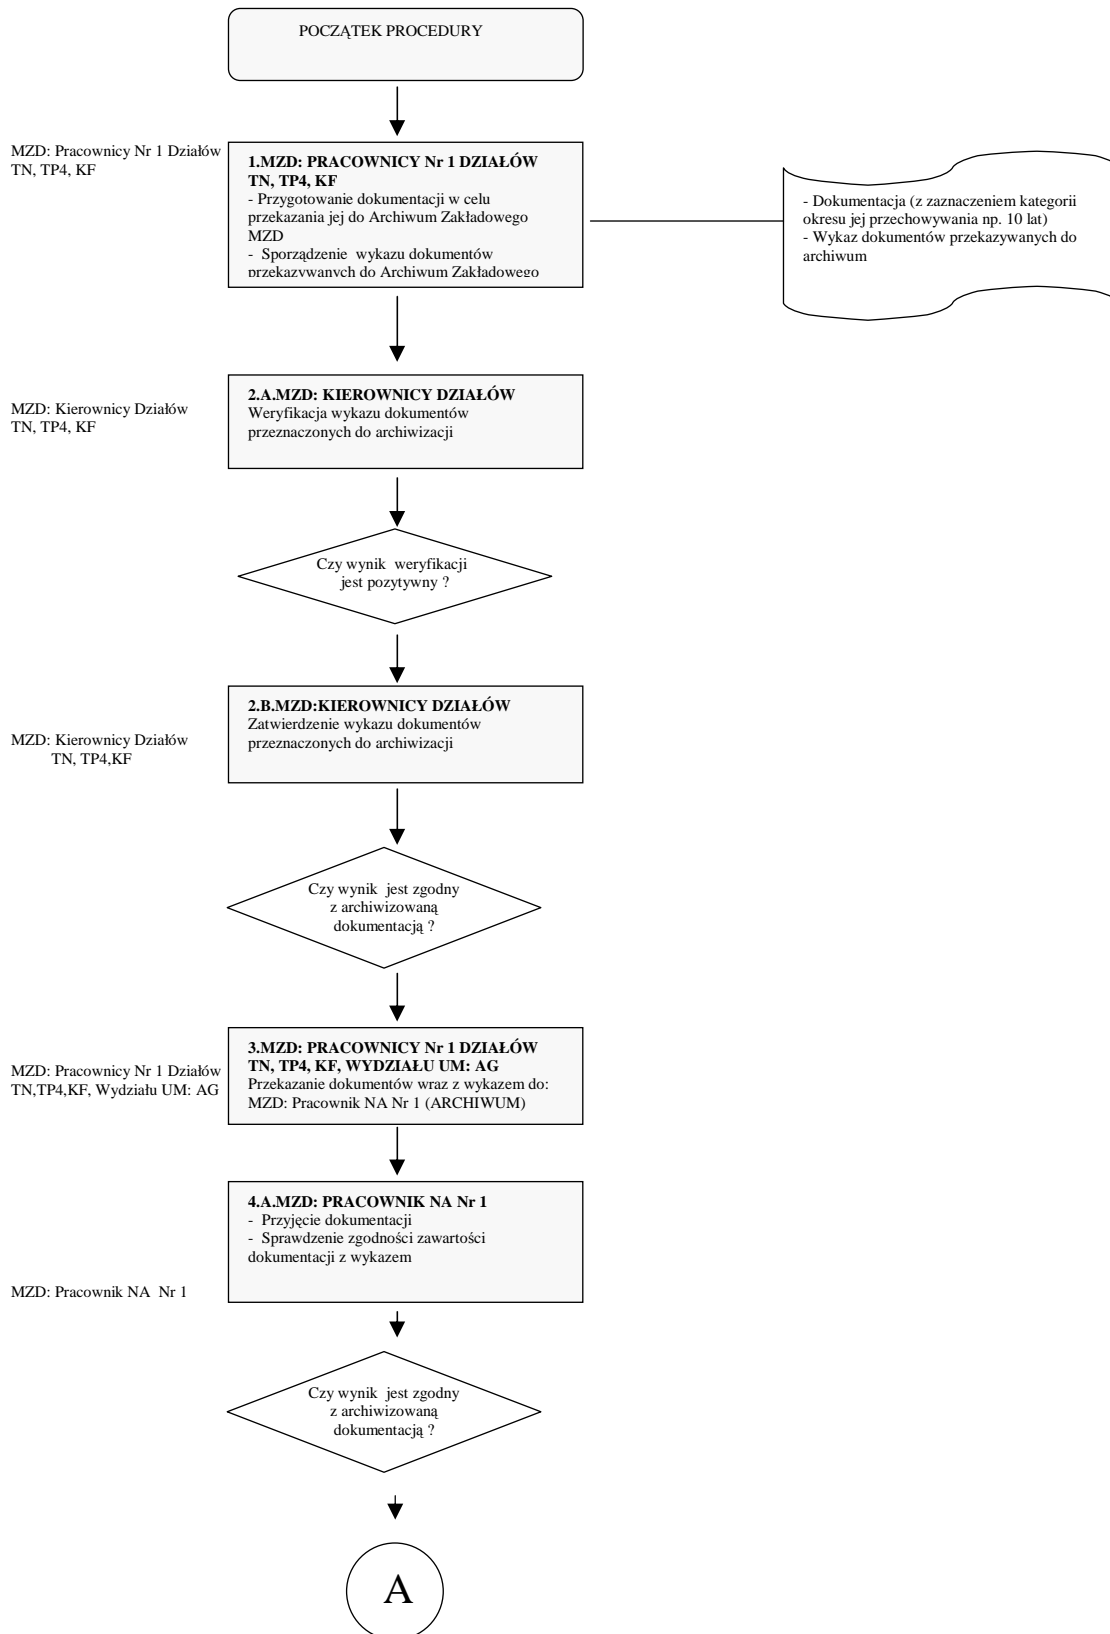 POCZĄTEK PROCEDURY
MZD: Pracownicy Nr 1 Działów
TN, TP4, KF
1.MZD: PRACOWNICY Nr 1 DZIAŁÓW
TN, TP4, KF
- Przygotowanie dokumentacji w celu
przekazania jej do Archiwum Zakładowego
MZD
- Sporządzenie wykazu dokumentów
przekazywanych do Archiwum Zakładowego
- Dokumentacja (z zaznaczeniem kategorii
okresu jej przechowywania np. 10 lat)
- Wykaz dokumentów przekazywanych do
archiwum
MZD: Kierownicy Działów
TN, TP4, KF
2.A.MZD: KIEROWNICY DZIAŁÓW
Weryfikacja wykazu dokumentów
przeznaczonych do archiwizacji
Czy wynik weryfikacji
jest pozytywny ?
MZD: Kierownicy Działów
TN, TP4,KF
2.B.MZD:KIEROWNICY DZIAŁÓW
Zatwierdzenie wykazu dokumentów
przeznaczonych do archiwizacji
Czy wynik jest zgodny
z archiwizowaną
dokumentacją ?
MZD: Pracownicy Nr 1 Działów
TN,TP4,KF, Wydziału UM: AG
3.MZD: PRACOWNICY Nr 1 DZIAŁÓW
TN, TP4, KF, WYDZIAŁU UM: AG
Przekazanie dokumentów wraz z wykazem do:
MZD: Pracownik NA Nr 1 (ARCHIWUM)
4.A.MZD: PRACOWNIK NA Nr 1
- Przyjęcie dokumentacji
- Sprawdzenie zgodności zawartości
dokumentacji z wykazem
MZD: Pracownik NA Nr 1
Czy wynik jest zgodny
z archiwizowaną
dokumentacją ?
A